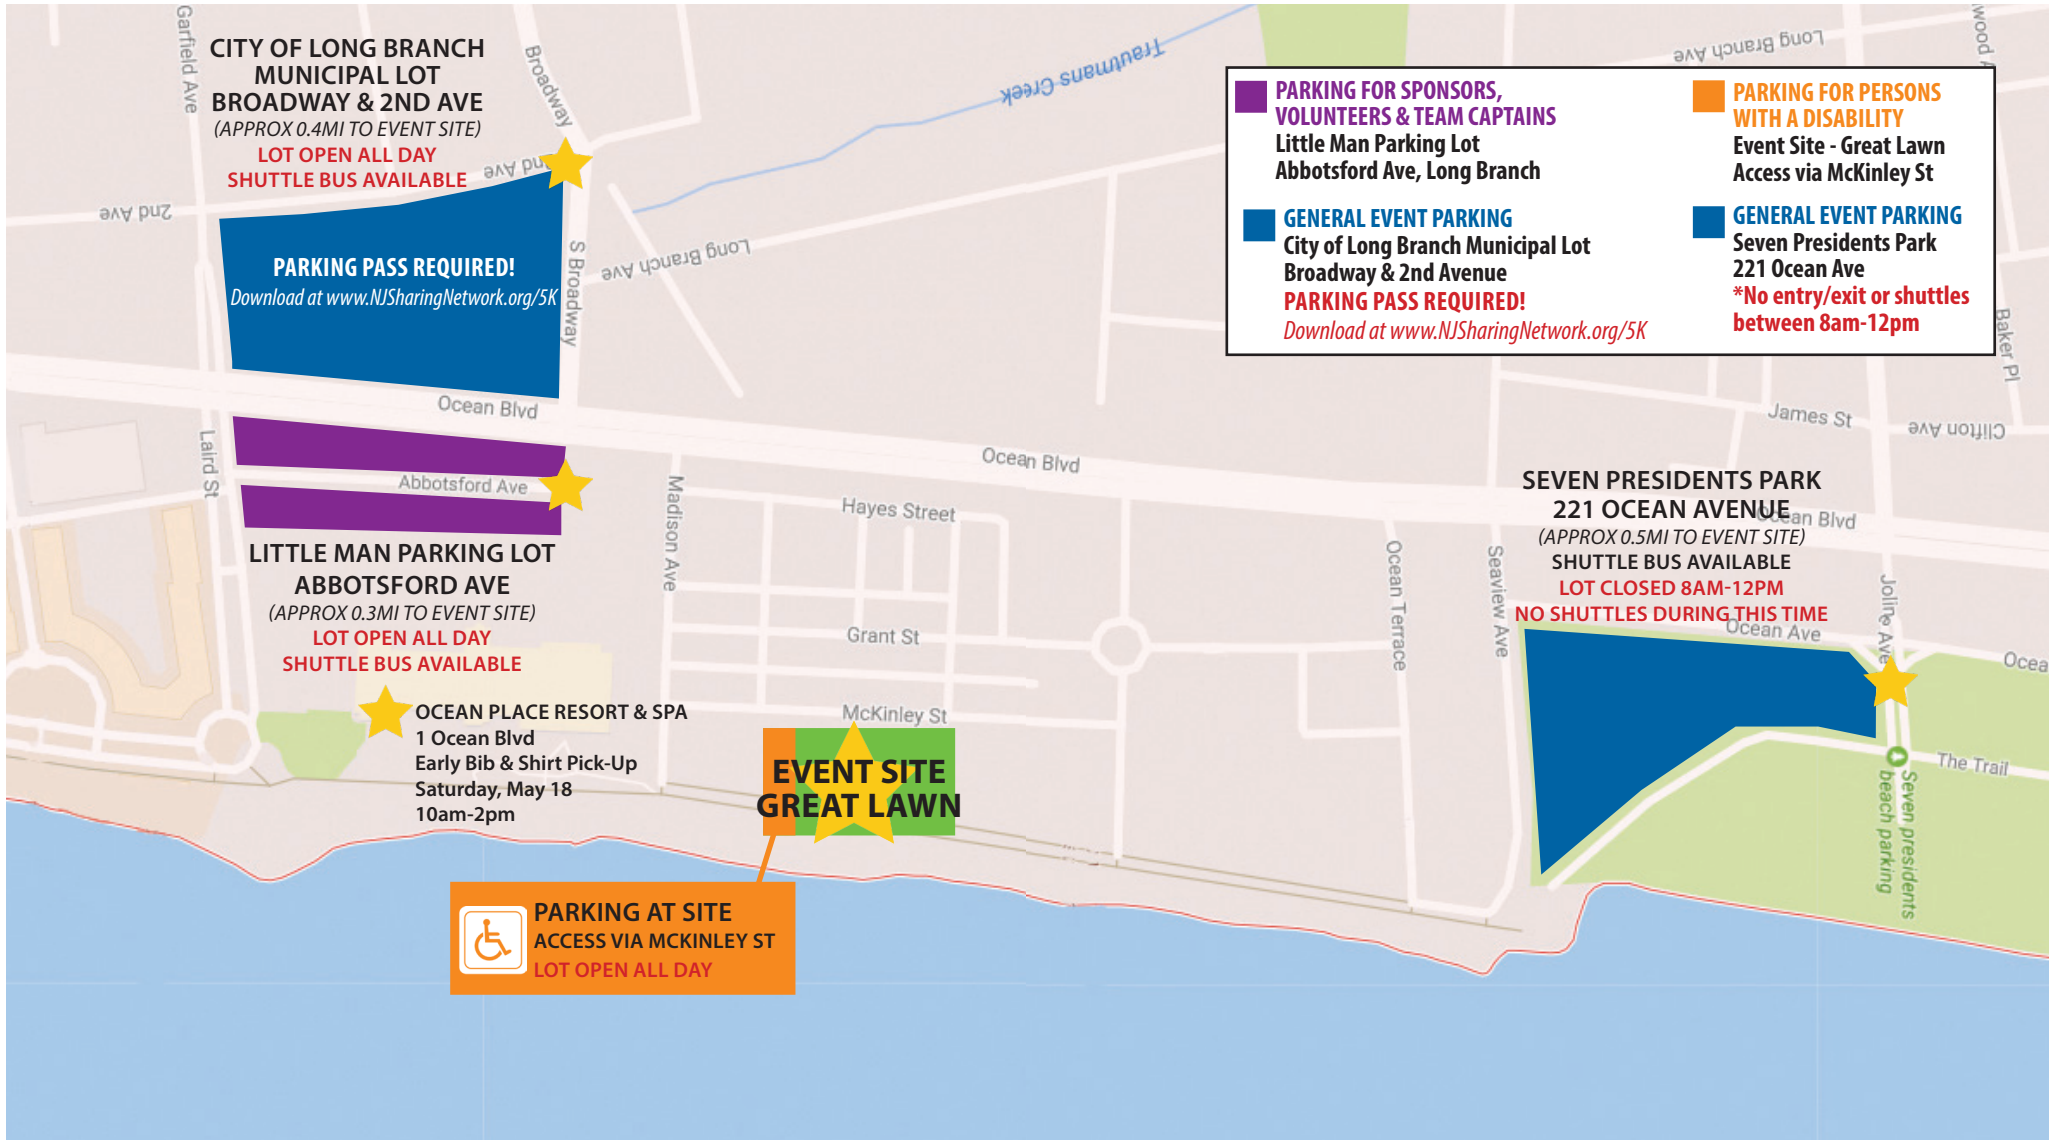 Garfield Ave
CITY OF LONG BRANCH
MUNICIPAL LOT
BROADWAY & 2ND AVE
(APPROX 0.4MI TO EVENT SITE)
LOT OPEN ALL DAY
SHUTTLE BUS AVAILABLE
Broadway
2nd Ave
2nd Ave
Trautmans Creek
Long Branch Ave
Long Branch Ave
S Broadway
PARKING PASS REQUIRED!
Download at www.NJSharingNetwork.org/5K
PARKING FOR SPONSORS,
VOLUNTEERS & TEAM CAPTAINS
Little Man Parking Lot
Abbotsford Ave, Long Branch
GENERAL EVENT PARKING
City of Long Branch Municipal Lot
Broadway & 2nd Avenue
PARKING PASS REQUIRED!
Download at www.NJSharingNetwork.org/5K
PARKING FOR PERSONS
WITH A DISABILITY
Event Site - Great Lawn
Access via McKinley St
GENERAL EVENT PARKING
Seven Presidents Park
221 Ocean Ave
*No entry/exit or shuttles
between 8am-12pm
Baker Pl
James St
Clifton Ave
Ocean Blvd
Ocean Blvd
Ocean Blvd
Laird St
Abbotsford Ave
LITTLE MAN PARKING LOT
ABBOTSFORD AVE
(APPROX 0.3MI TO EVENT SITE)
LOT OPEN ALL DAY
SHUTTLE BUS AVAILABLE
Madison Ave
Hayes Street
Grant St
McKinley St
Ocean Terrace
Seaview Ave
SEVEN PRESIDENTS PARK
221 OCEAN AVENUE
(APPROX 0.5MI TO EVENT SITE)
SHUTTLE BUS AVAILABLE
LOT CLOSED 8AM-12PM
NO SHUTTLES DURING THIS TIME
Ocean Ave
Joline Ave
The Trail
Seven presidents
beach parking
OCEAN PLACE RESORT & SPA
1 Ocean Blvd
Early Bib & Shirt Pick-Up
Saturday, May 18
10am-2pm
EVENT SITE
GREAT LAWN
PARKING AT SITE
ACCESS VIA MCKINLEY ST
LOT OPEN ALL DAY